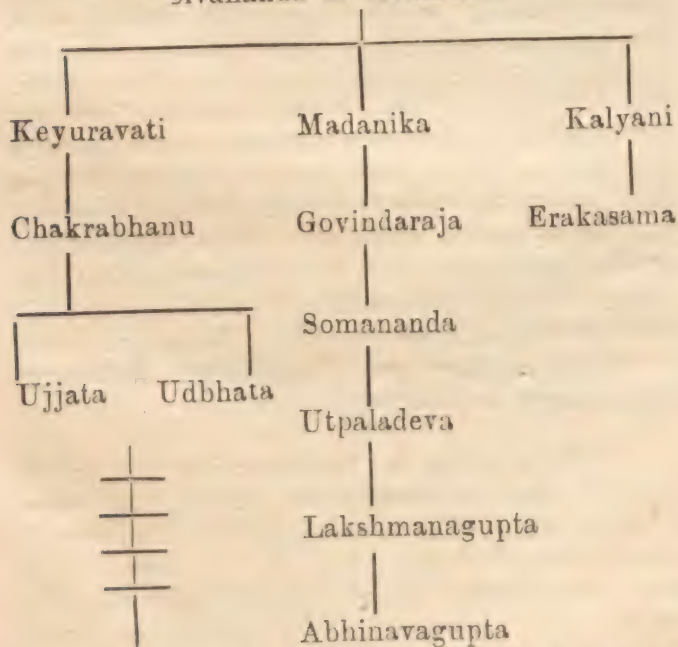 Keyuravati Madanika Kalyani
Chakrabhanu Govindaraja Erakasama
Somananda
Ujjata Udbhata
Utpaladeva
Lakshmanagupta
Abhinavagupta